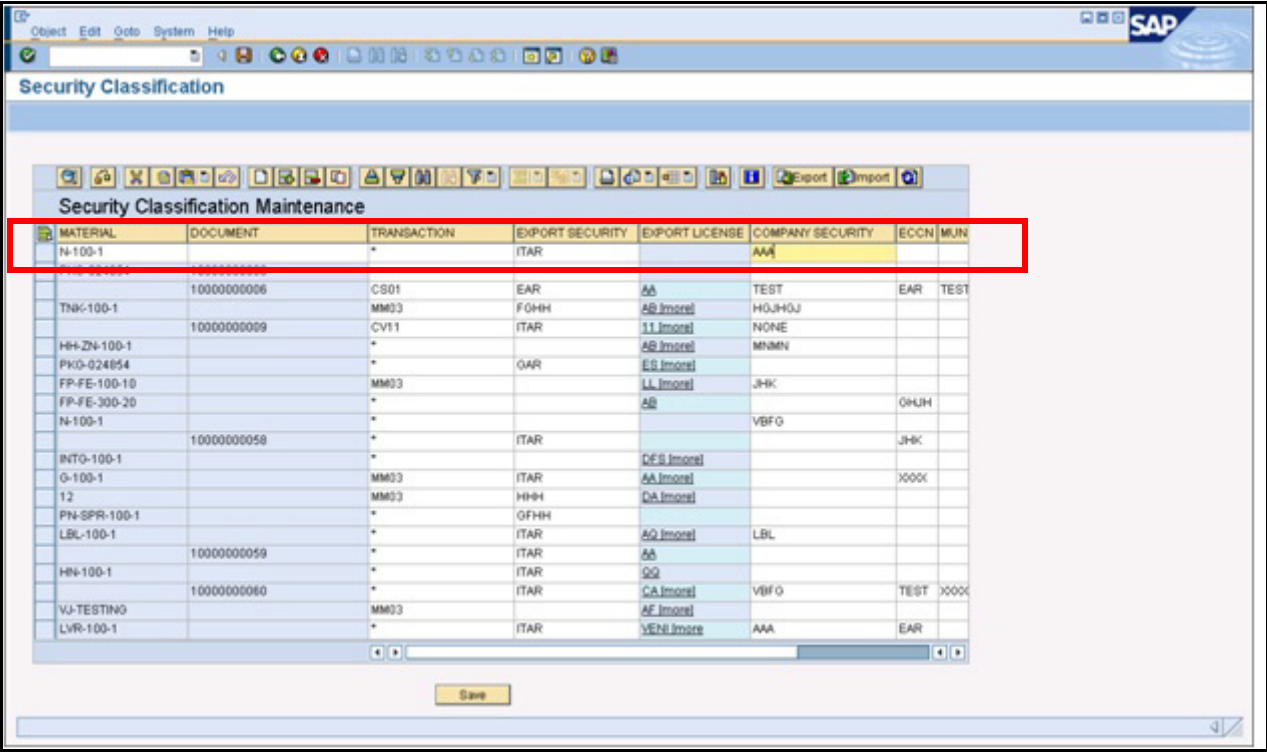 Object Edit Goto System Help
SAP
Security Classification
Export Import
Security Classification Maintenance
MATERIAL DOCUMENT TRANSACTION EXPORT SECURITY EXPORT LICENSE COMPANY SECURITY ECCN MUN
N-100-1 * ITAR AAA
10000000006 CS01 EAR AA TEST EAR TEST
TNK-100-1 MM03 FGHH AB [more] HGJHGJ
10000000009 CV11 ITAR 11 [more] NONE
HH-ZN-100-1 * AB [more] MNMN
PKG-024854 * GAR ES [more]
FP-FE-100-10 MM03 LL [more] JHK
FP-FE-300-20 * AB GHJH
N-100-1 * VBFG
10000000058 * ITAR JHK
INTG-100-1 * DFS [more]
G-100-1 MM03 ITAR AA [more] XXXX
12 MM03 HHH DA [more]
PN-SPR-100-1 * GFHH
LBL-100-1 * ITAR AQ [more] LBL
10000000059 * ITAR AA
HN-100-1 * ITAR QQ
10000000060 * ITAR CA [more] VBFG TEST XXXX
VJ-TESTING MM03 AF [more]
LVR-100-1 * ITAR VENI [more AAA EAR
Save